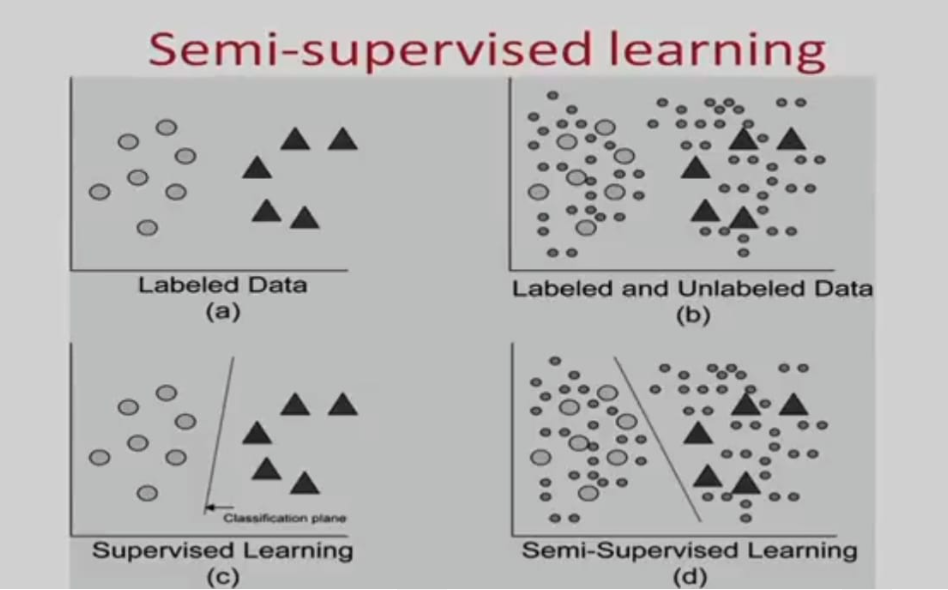 Semi-supervised learning
Labeled Data
(a)
Labeled and Unlabeled Data
(b)
Classification plane
Supervised Learning
(c)
Semi-Supervised Learning
(d)